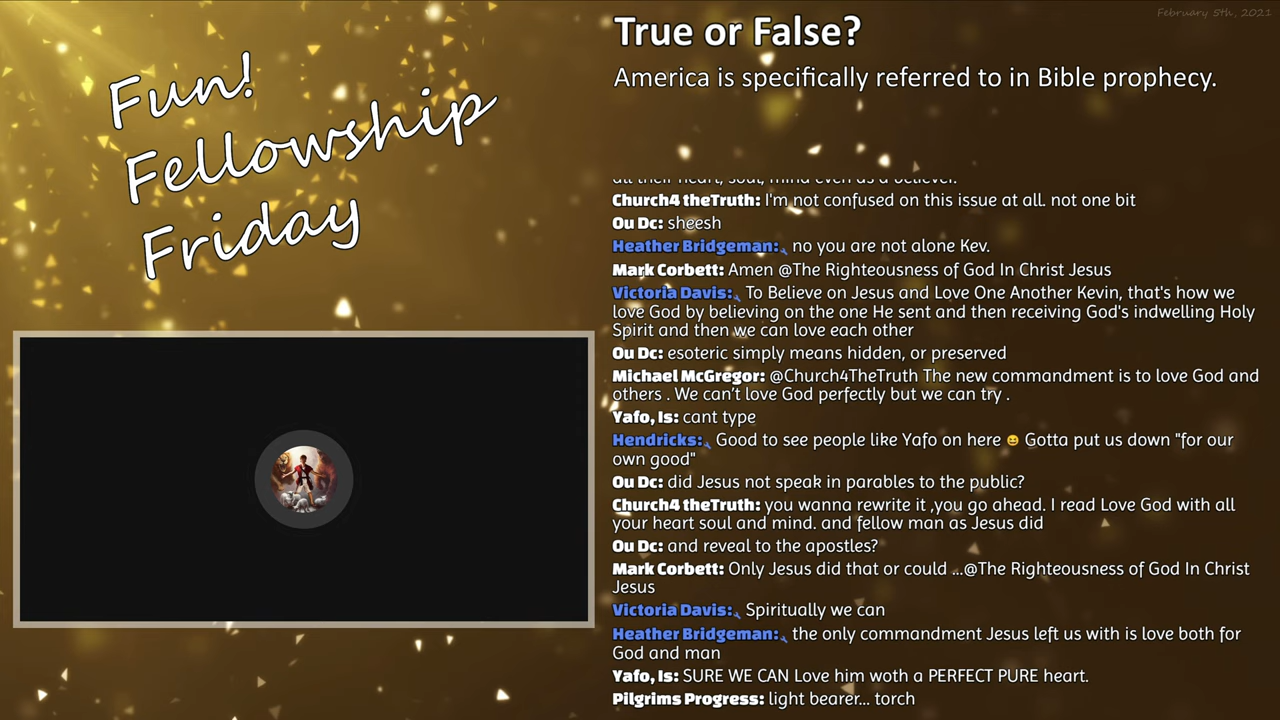 Fun!
Fellowship
Friday
February 5th, 2021
True or False?
America is specifically referred to in Bible prophecy.
all their heart, soul, mind even as a believer.
Church4 theTruth: I'm not confused on this issue at all. not one bit
Ou Dc: sheesh
Heather Bridgeman: no you are not alone Kev.
Mark Corbett: Amen @The Righteousness of God In Christ Jesus
Victoria Davis: To Believe on Jesus and Love One Another Kevin, that's how we
love God by believing on the one He sent and then receiving God's indwelling Holy
Spirit and then we can love each other
Ou Dc: esoteric simply means hidden, or preserved
Michael McGregor: @Church4TheTruth The new commandment is to love God and
others . We can't love God perfectly but we can try .
Yafo, Is: cant type
Hendricks: Good to see people like Yafo on here 😆 Gotta put us down "for our
own good"
Ou Dc: did Jesus not speak in parables to the public?
Church4 theTruth: you wanna rewrite it ,you go ahead. I read Love God with all
your heart soul and mind. and fellow man as Jesus did
Ou Dc: and reveal to the apostles?
Mark Corbett: Only Jesus did that or could ...@The Righteousness of God In Christ
Jesus
Victoria Davis: Spiritually we can
Heather Bridgeman: the only commandment Jesus left us with is love both for
God and man
Yafo, Is: SURE WE CAN Love him woth a PERFECT PURE heart.
Pilgrims Progress: light bearer... torch